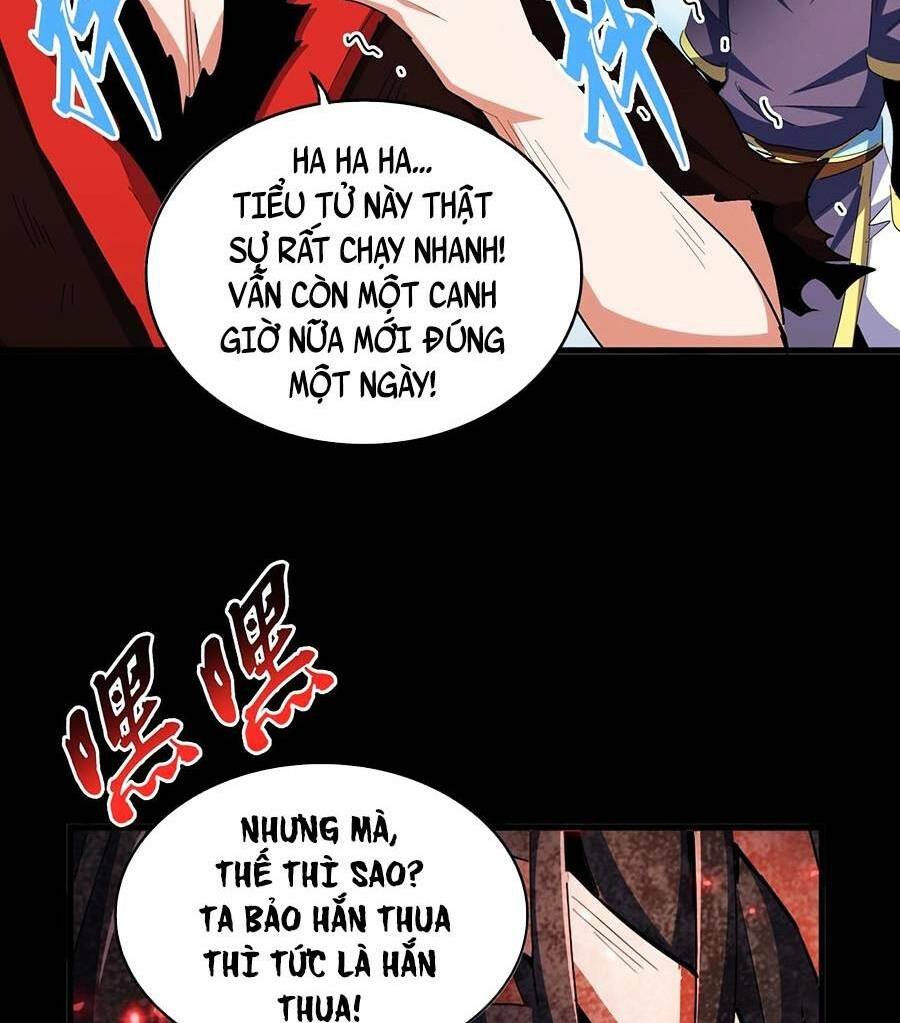 HA HA HA...
TIỂU TỬ NÀY THẬT
SỰ RẤT CHẠY NHANH!
VẪN CÒN MỘT CANH
GIỜ NỮA MỚI ĐÚNG
MỘT NGÀY!
嘿嘿
NHƯNG MÀ,
THẾ THÌ SAO?
TA BẢO HẮN THUA
THÌ TỨC LÀ HẮN
THUA!